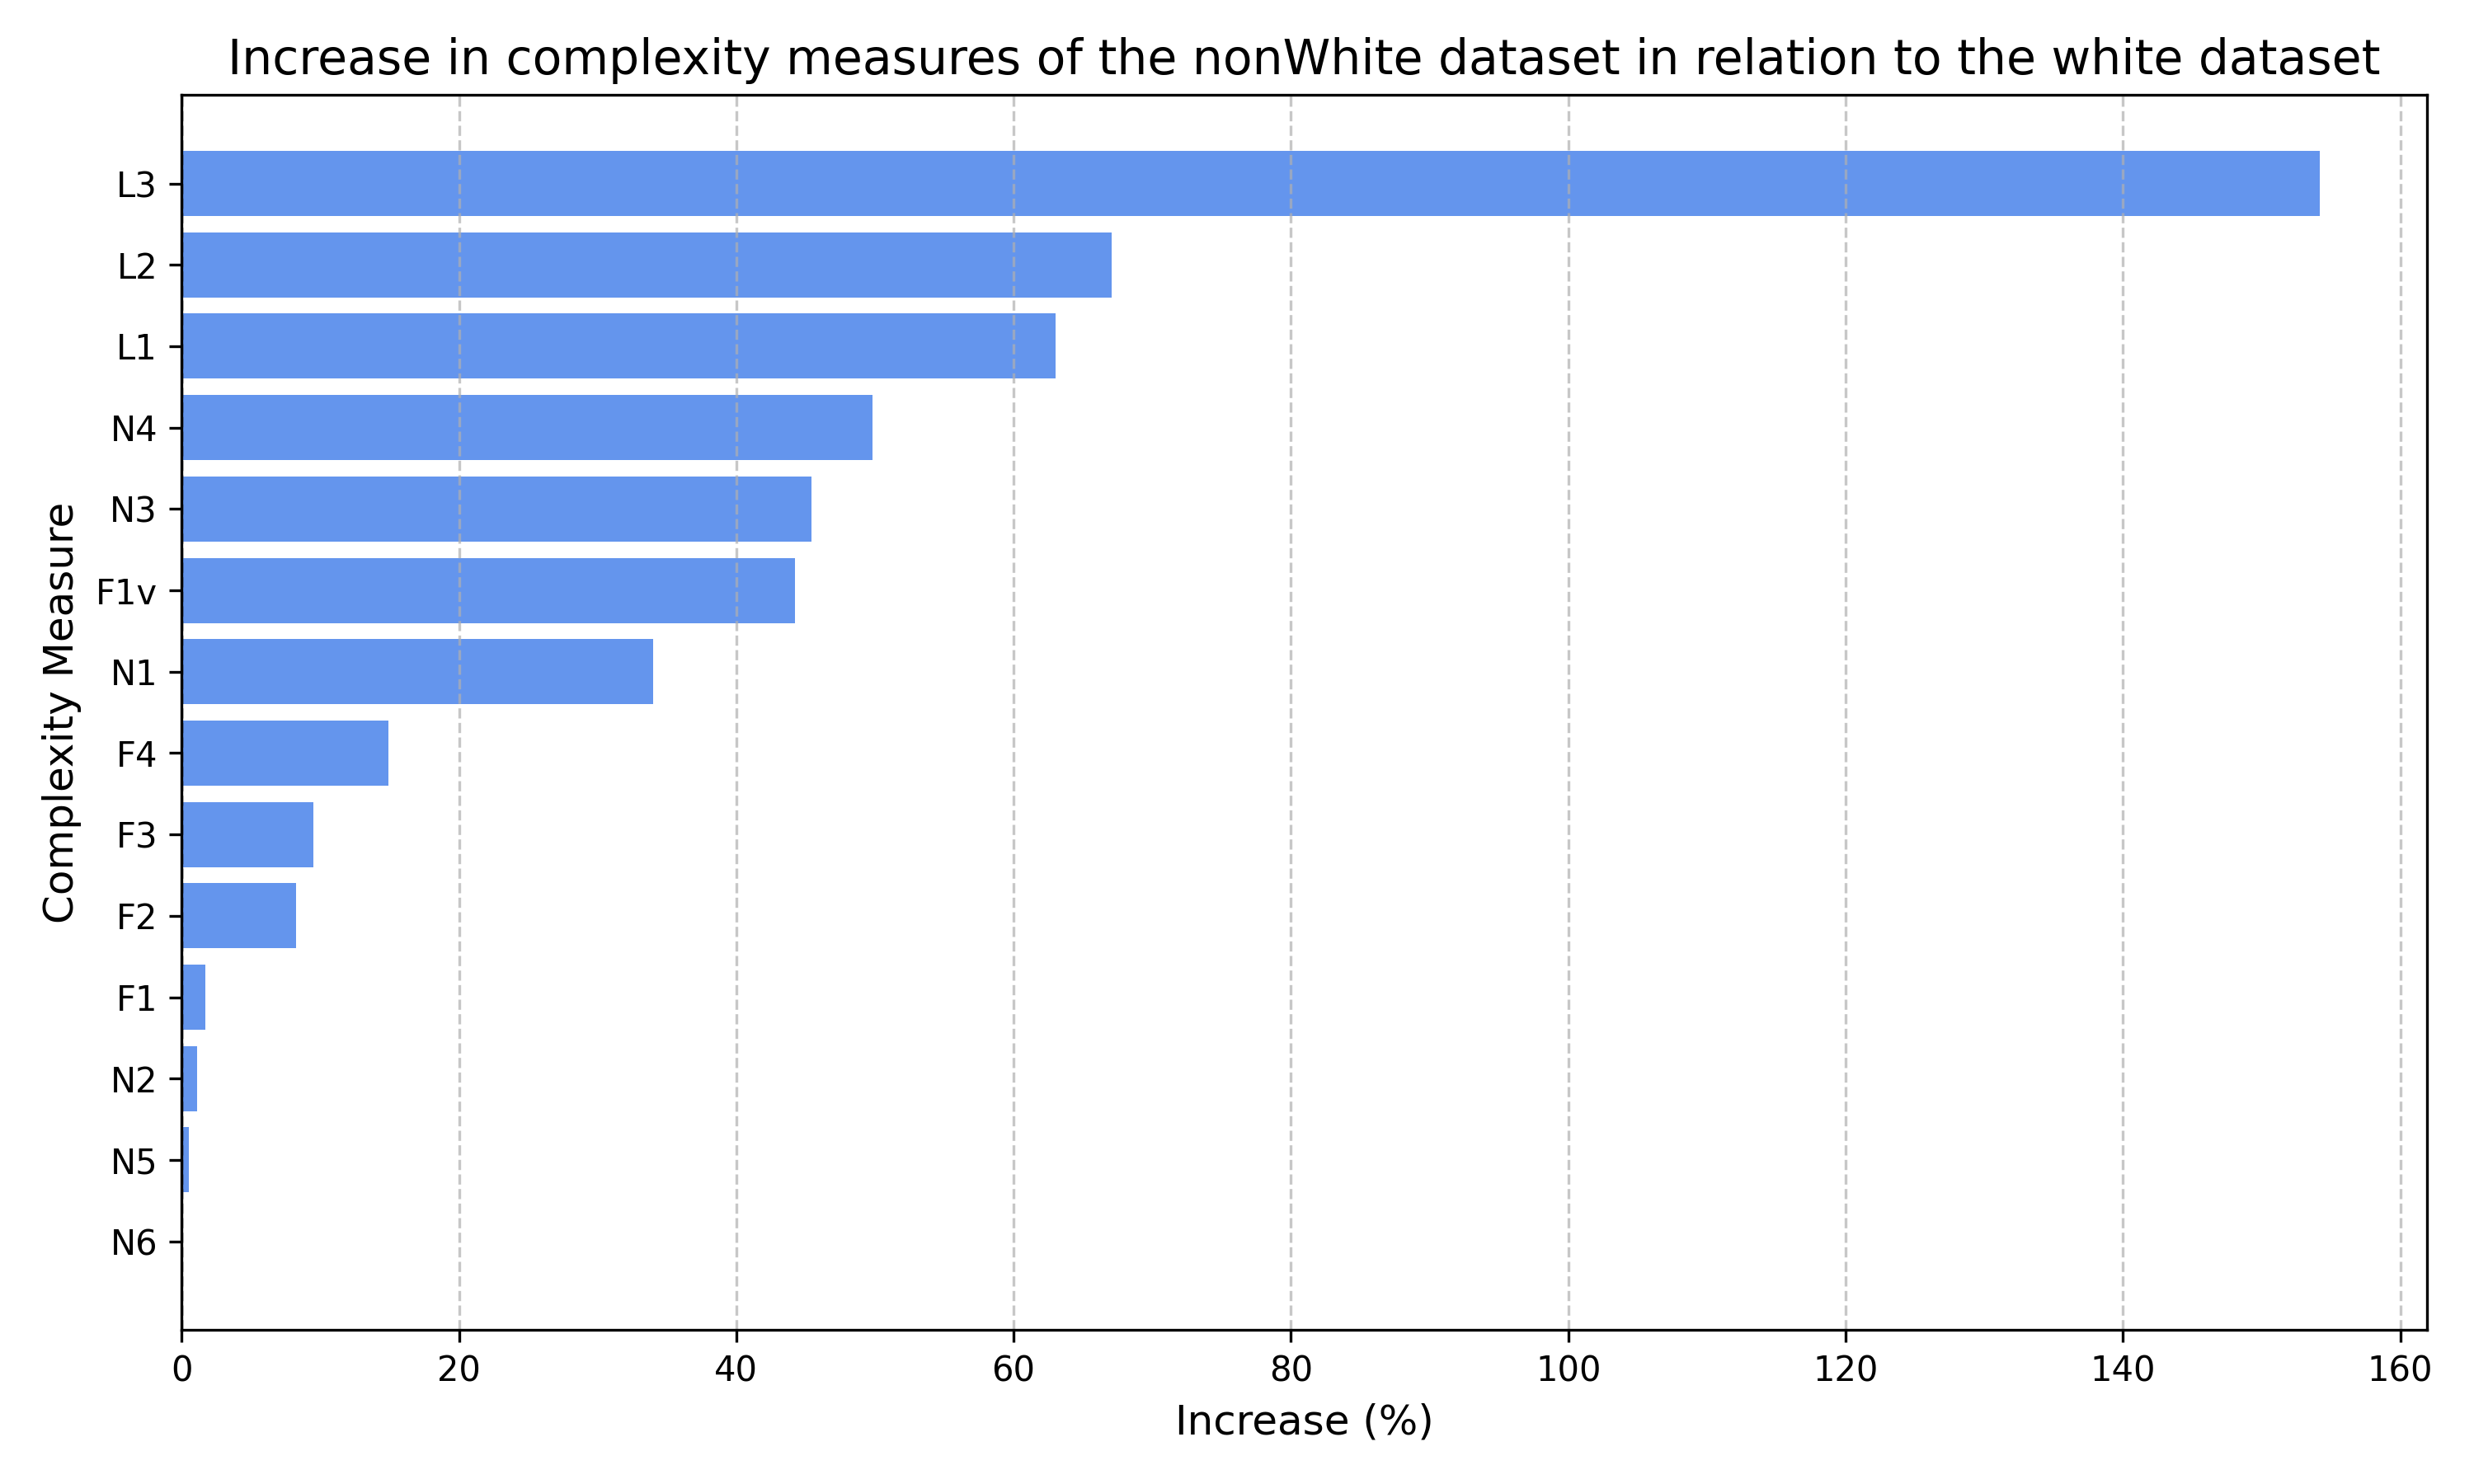 Increase in complexity measures of the nonWhite dataset in relation to the white dataset
Complexity Measure
L3
L2
L1
N4
N3
F1v
N1
F4
F3
F2
F1
N2
N5
N6
0 20 40 60 80 100 120 140 160
Increase (%)